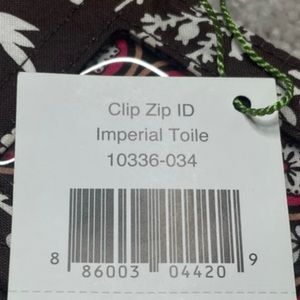 Clip Zip ID
Imperial Toile
10336-034
8 86003 04420 9